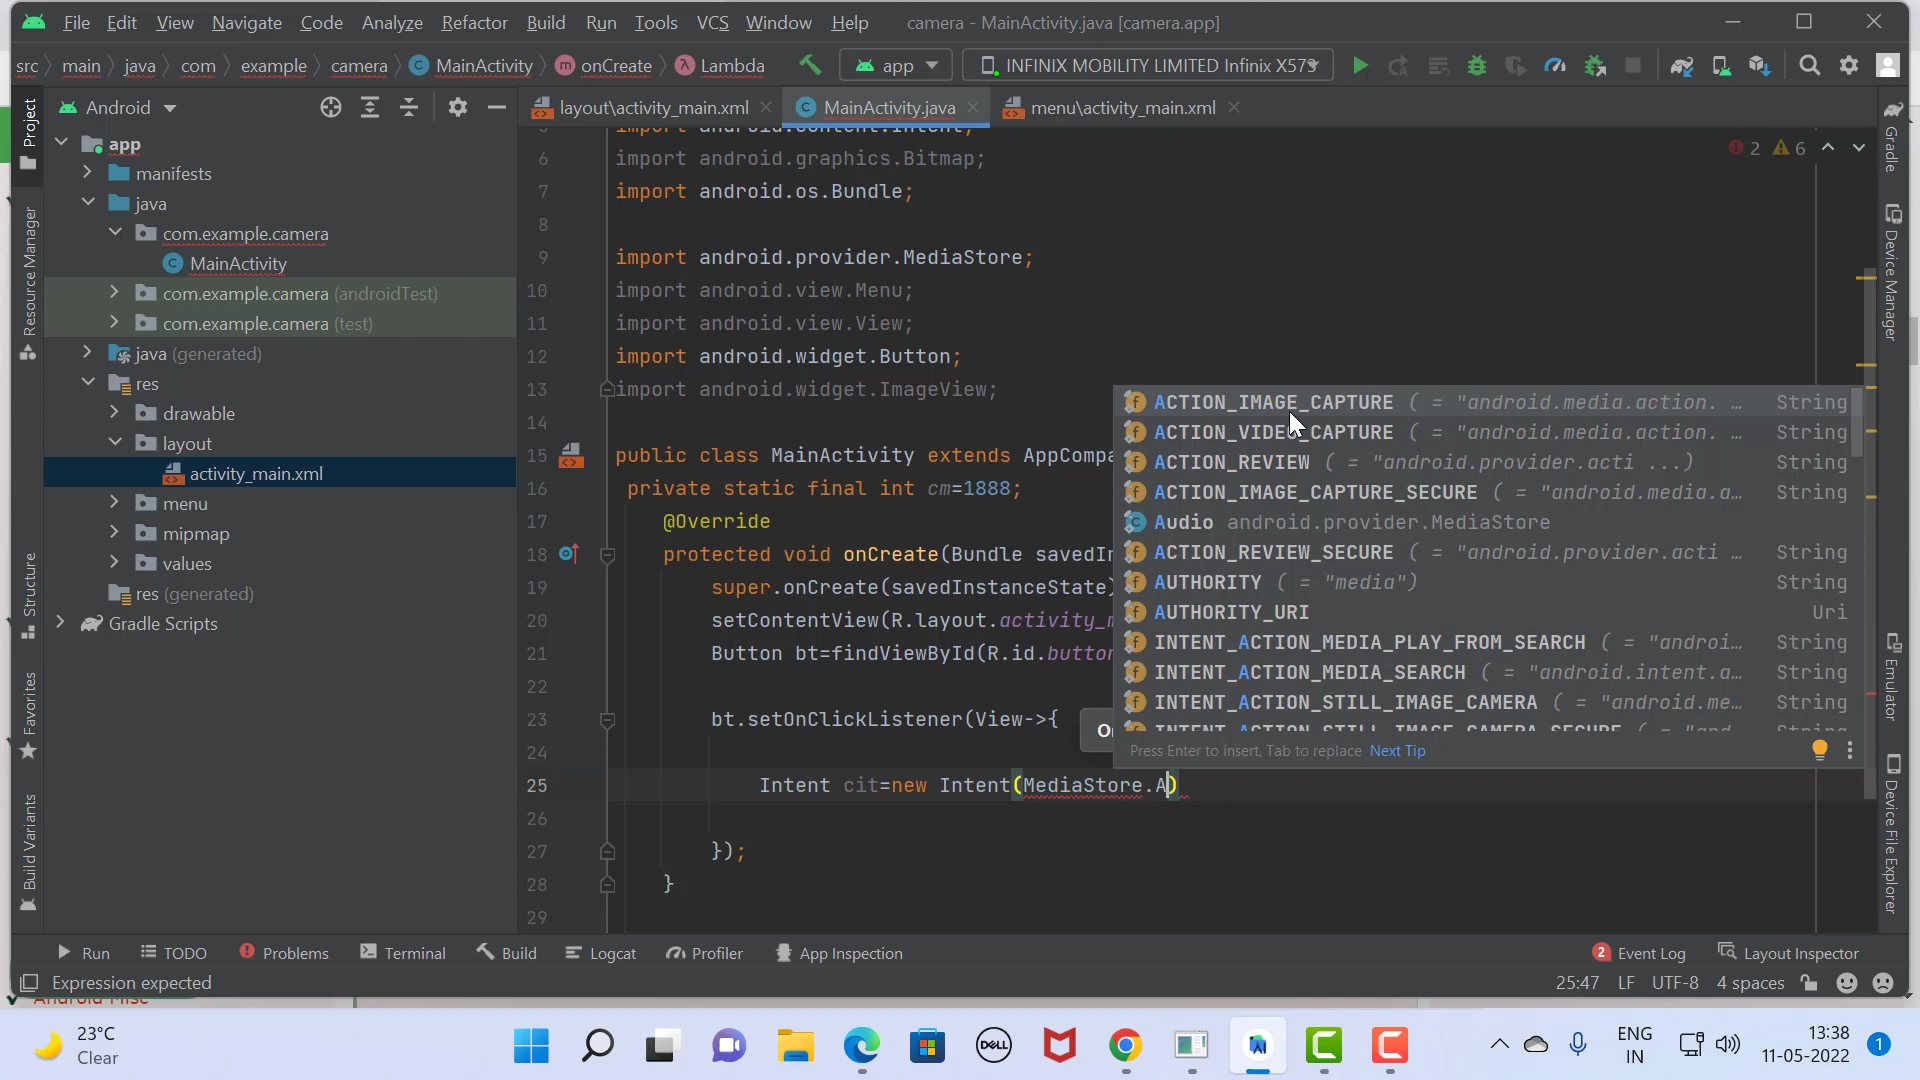 File Edit View Navigate Code Analyze Refactor Build Run Tools VCS Window Help camera - MainActivity.java [camera.app]
src main java com example camera MainActivity onCreate Lambda app INFINIX MOBILITY LIMITED Infinix X573
Android
layout\activity_main.xml MainActivity.java menu\activity_main.xml
Project
Resource Manager
Structure
Favorites
Build Variants
app
manifests
java
com.example.camera
MainActivity
com.example.camera (androidTest)
com.example.camera (test)
java (generated)
res
drawable
layout
activity_main.xml
menu
mipmap
values
res (generated)
Gradle Scripts
2 6
import android.content.Intent;
6 import android.graphics.Bitmap;
7 import android.os.Bundle;
8
9 import android.provider.MediaStore;
10 import android.view.Menu;
11 import android.view.View;
12 import android.widget.Button;
13 import android.widget.ImageView;
14
15 public class MainActivity extends AppCompa
16 private static final int cm=1888;
17 @Override
18 protected void onCreate(Bundle savedIn
19 super.onCreate(savedInstanceState)
20 setContentView(R.layout.activity_m
21 Button bt=findViewById(R.id.button
22
23 bt.setOnClickListener(View->{
24
25 Intent cit=new Intent(MediaStore.A)
26
27 });
28 }
29
On
ACTION_IMAGE_CAPTURE ( = "android.media.action. … String
ACTION_VIDEO_CAPTURE ( = "android.media.action. … String
ACTION_REVIEW ( = "android.provider.acti ...) String
ACTION_IMAGE_CAPTURE_SECURE ( = "android.media.a… String
Audio android.provider.MediaStore
ACTION_REVIEW_SECURE ( = "android.provider.acti … String
AUTHORITY ( = "media") String
AUTHORITY_URI Uri
INTENT_ACTION_MEDIA_PLAY_FROM_SEARCH ( = "androi… String
INTENT_ACTION_MEDIA_SEARCH ( = "android.intent.a… String
INTENT_ACTION_STILL_IMAGE_CAMERA ( = "android.me… String
INTENT_ACTION_STILL_IMAGE_CAMERA_SECURE ( = "and
Press Enter to insert, Tab to replace Next Tip
Gradle
Device Manager
Emulator
Device File Explorer
Run TODO Problems Terminal Build Logcat Profiler App Inspection 2 Event Log Layout Inspector
Expression expected 25:47 LF UTF-8 4 spaces
Android Misc
23°C
Clear
DELL
ENG
IN
13:38
11-05-2022
1